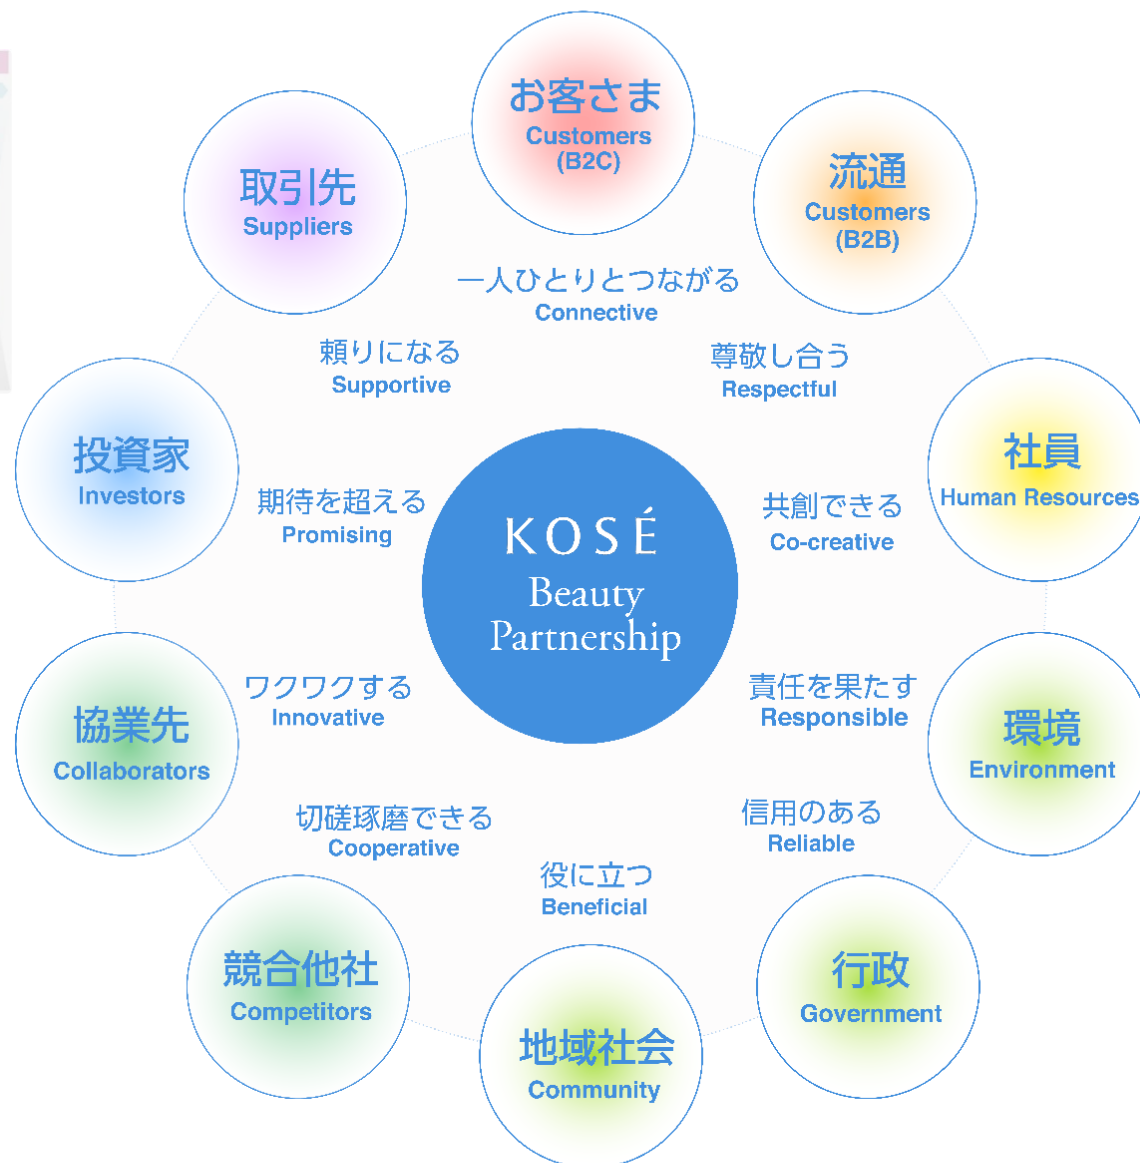 お客さま
Customers
(B2C)
流通
Customers
(B2B)
取引先
Suppliers
一人ひとりとつながる
Connective
頼りになる
Supportive
尊敬し合う
Respectful
投資家
Investors
社員
Human Resources
期待を超える
Promising
共創できる
Co-creative
KOSÉ
Beauty
Partnership
ワクワクする
Innovative
責任を果たす
Responsible
協業先
Collaborators
環境
Environment
切磋琢磨できる
Cooperative
信用のある
Reliable
役に立つ
Beneficial
競合他社
Competitors
行政
Government
地域社会
Community